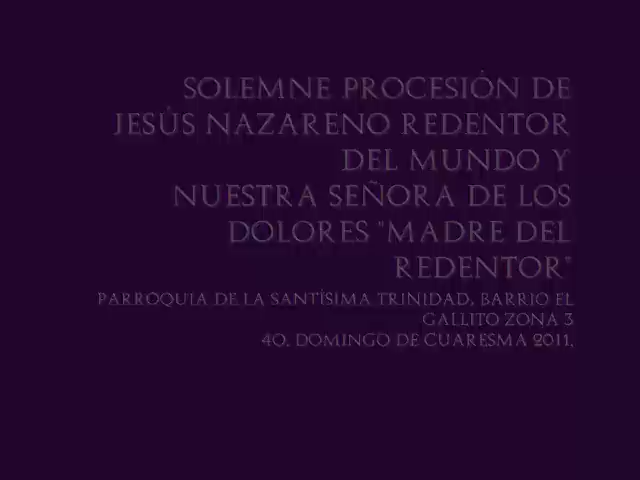 SOLEMNE PROCESIÓN DE
JESÚS NAZARENO REDENTOR
DEL MUNDO Y
NUESTRA SEÑORA DE LOS
DOLORES "MADRE DEL
REDENTOR"
PARROQUIA DE LA SANTÍSIMA TRINIDAD, BARRIO EL
GALLITO ZONA 3
4O. DOMINGO DE CUARESMA 2011.